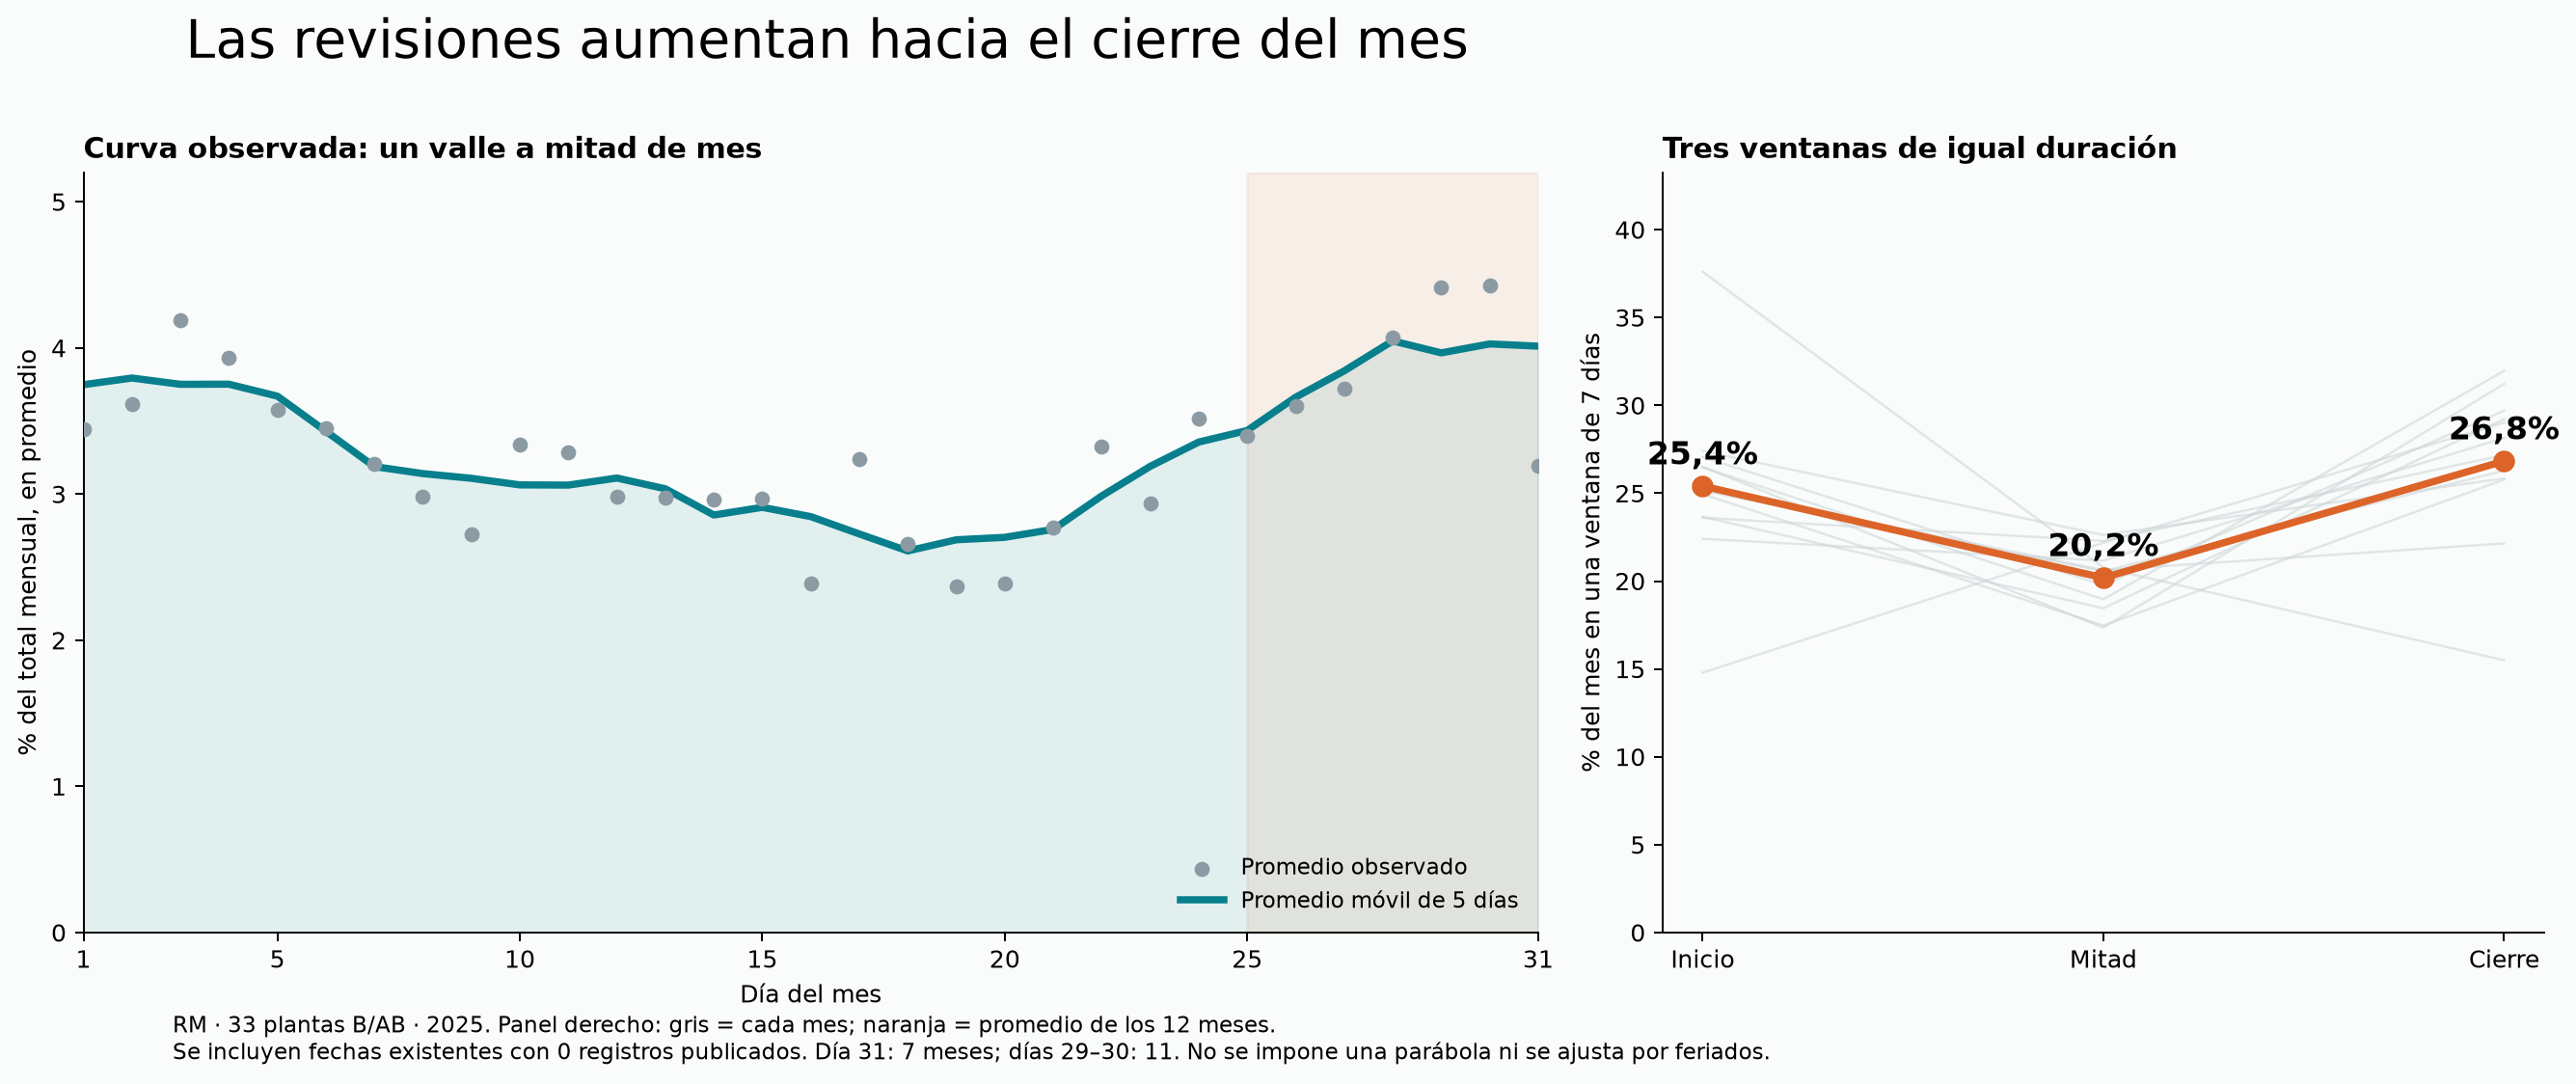 Las revisiones aumentan hacia el cierre del mes
Curva observada: un valle a mitad de mes
% del total mensual, en promedio
5
4
3
2
1
0
1
5
10
15
20
25
31
Día del mes
Promedio observado
Promedio móvil de 5 días
Tres ventanas de igual duración
% del mes en una ventana de 7 días
40
35
30
25
20
15
10
5
0
25,4%
20,2%
26,8%
Inicio
Mitad
Cierre
RM · 33 plantas B/AB · 2025. Panel derecho: gris = cada mes; naranja = promedio de los 12 meses.
Se incluyen fechas existentes con 0 registros publicados. Día 31: 7 meses; días 29–30: 11. No se impone una parábola ni se ajusta por feriados.